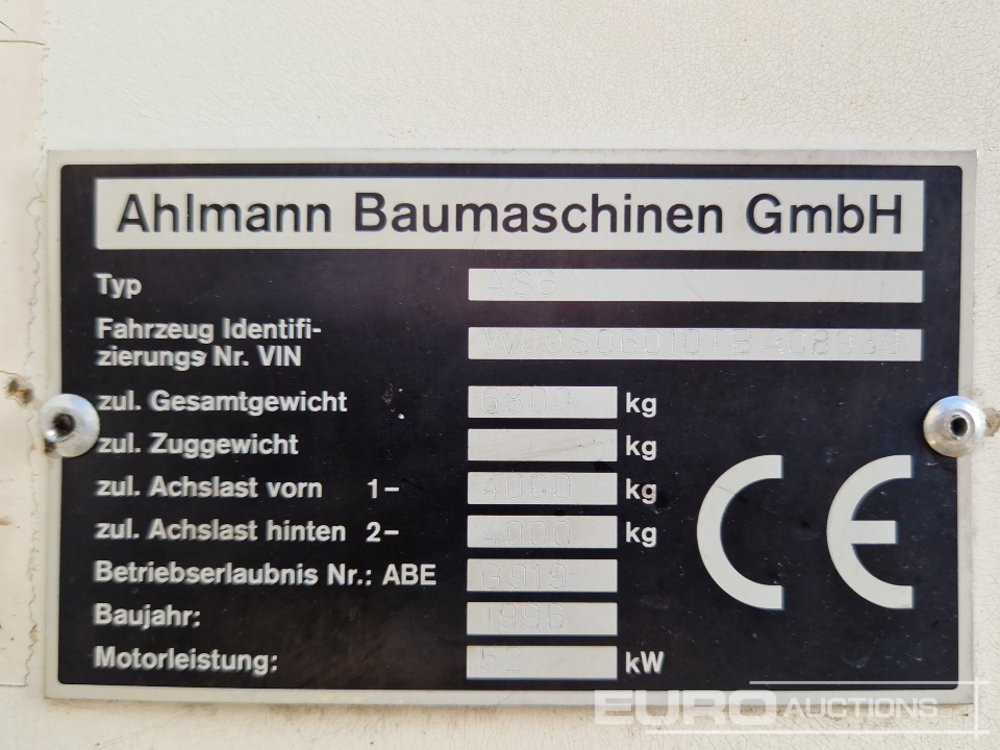 Ahlmann Baumaschinen GmbH
Typ AS6
Fahrzeug Identifi-
zierungs Nr. VIN W09S06010TBA08939
zul. Gesamtgewicht 6800 kg
zul. Zuggewicht kg
zul. Achslast vorn 1- 4000 kg
zul. Achslast hinten 2- 4000 kg
Betriebserlaubnis Nr.: ABE G919
Baujahr: 1996
Motorleistung: 52 kW
CE
EURO AUCTIONS